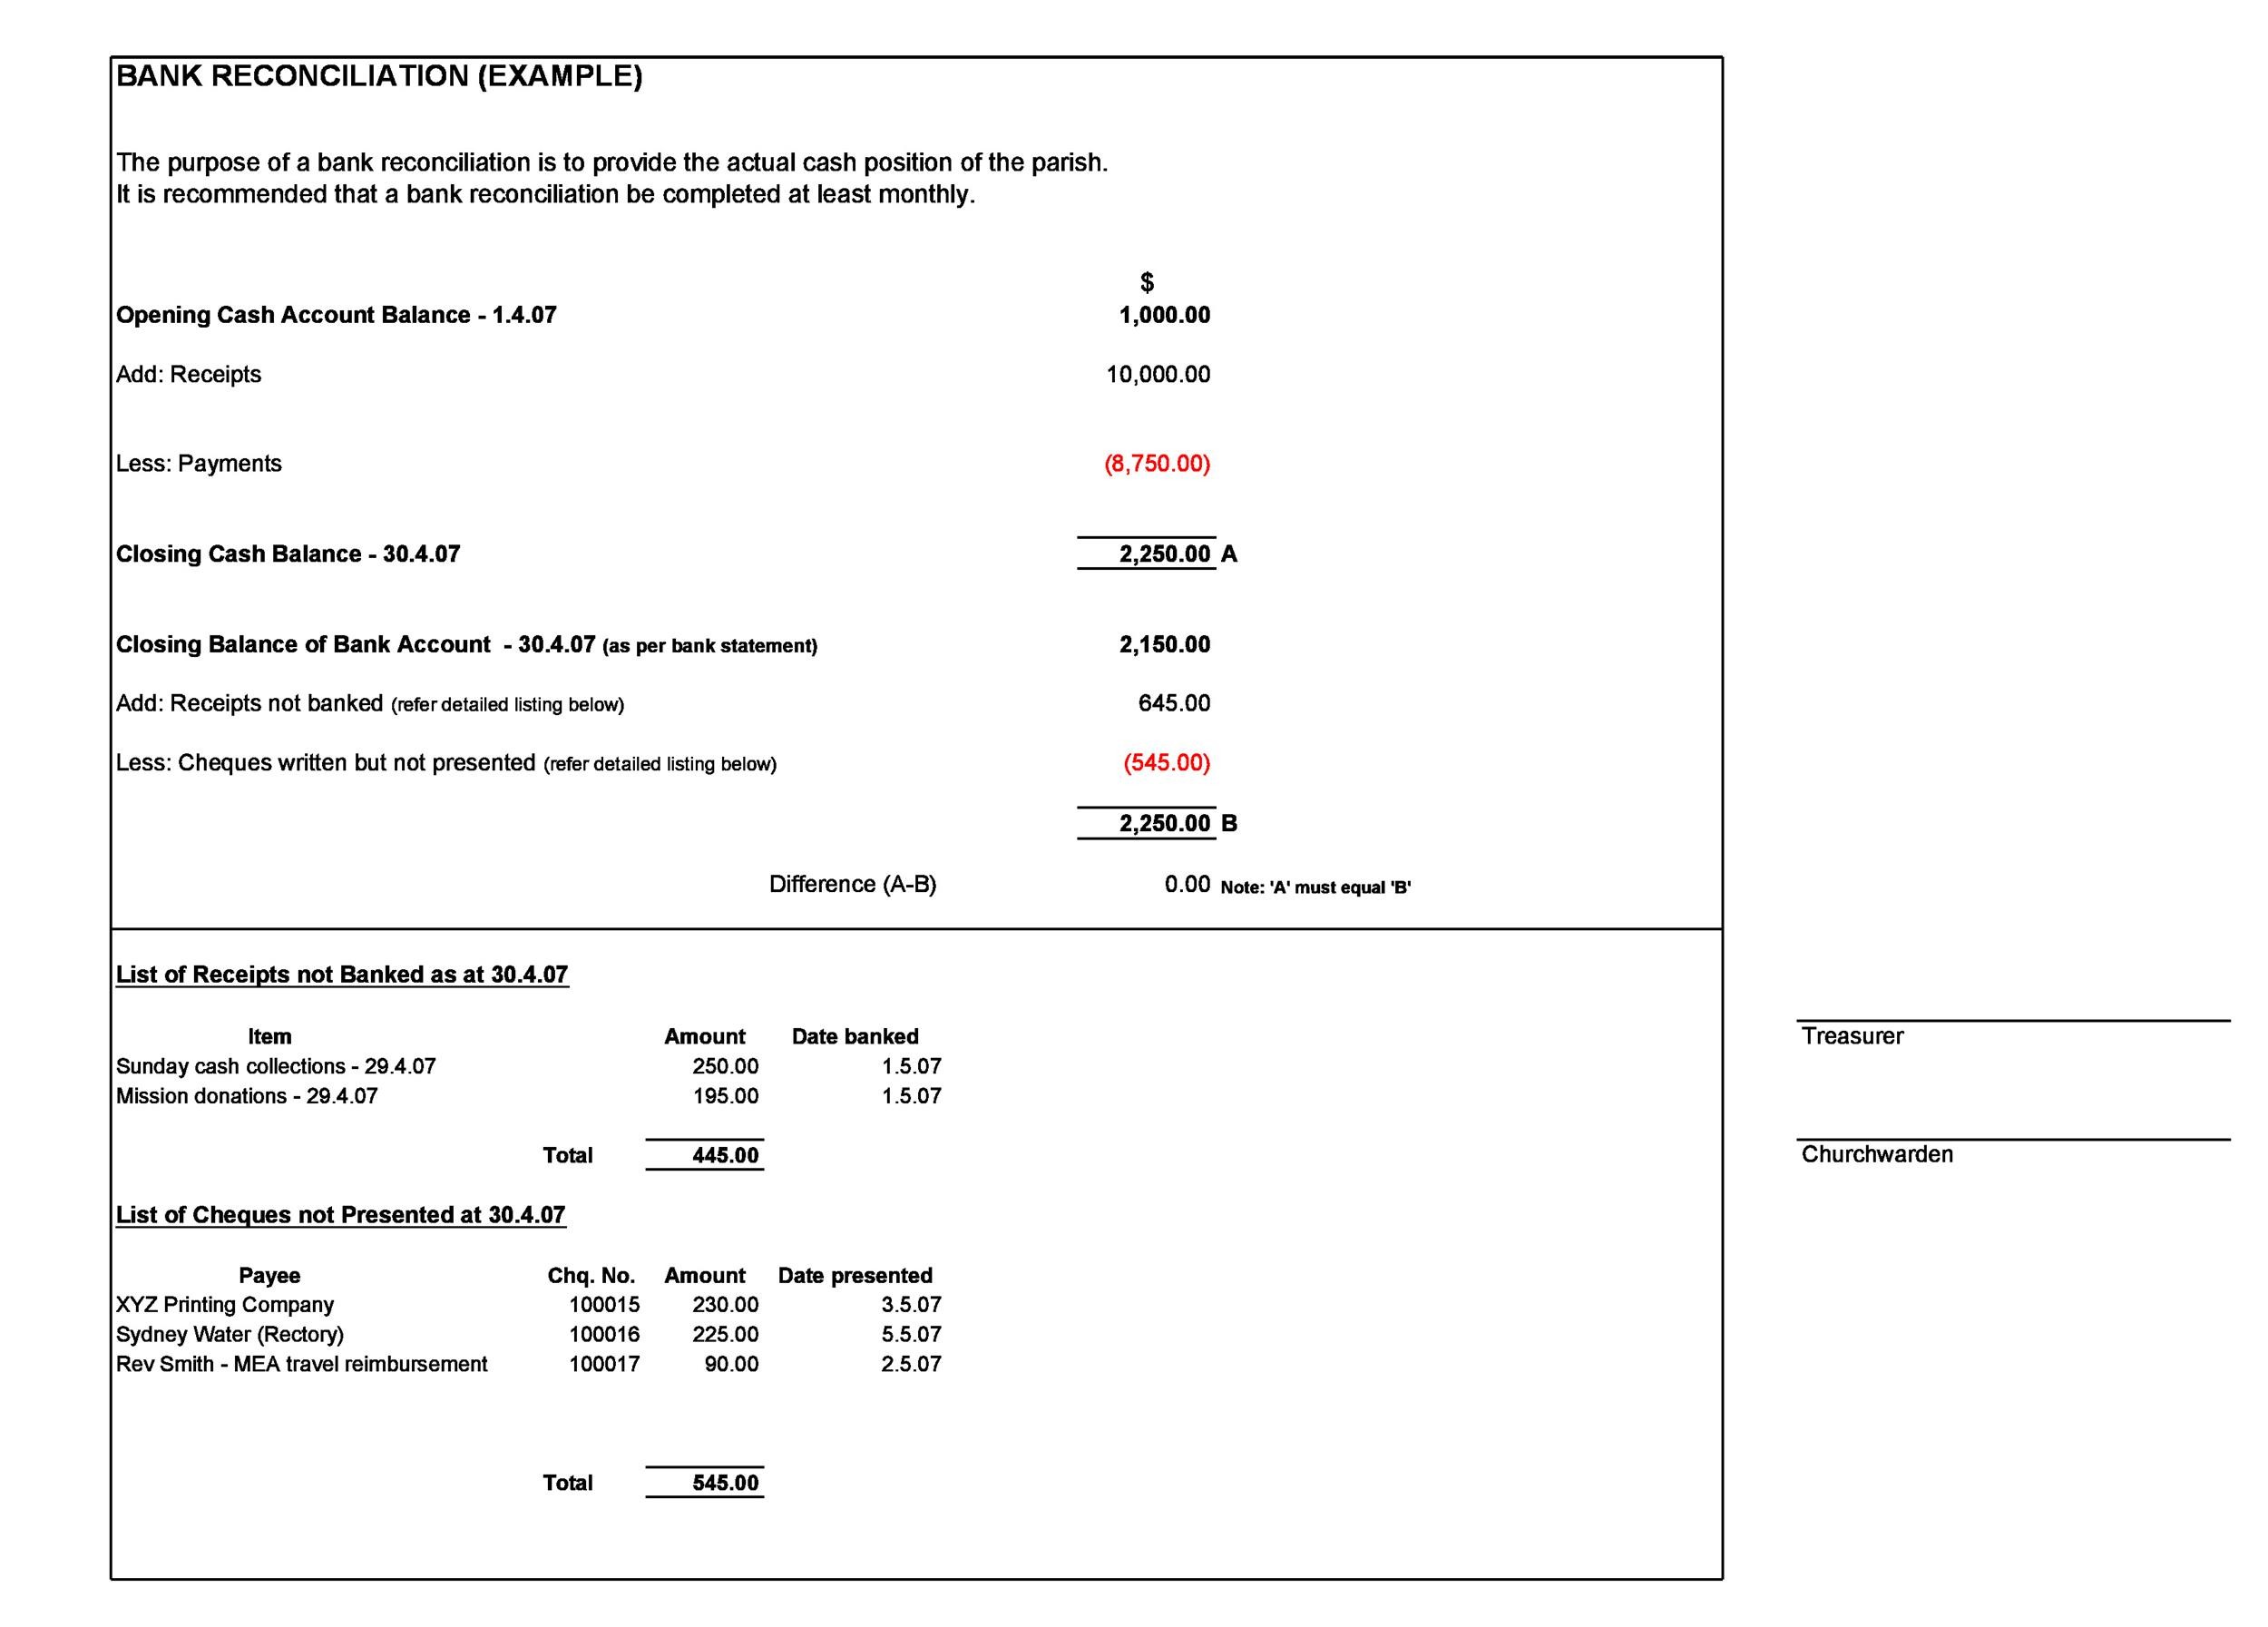 BANK RECONCILIATION (EXAMPLE)
The purpose of a bank reconciliation is to provide the actual cash position of the parish.
It is recommended that a bank reconciliation be completed at least monthly.
$
Opening Cash Account Balance - 1.4.07 1,000.00
Add: Receipts 10,000.00
Less: Payments (8,750.00)
Closing Cash Balance - 30.4.07 2,250.00 A
Closing Balance of Bank Account - 30.4.07 (as per bank statement) 2,150.00
Add: Receipts not banked (refer detailed listing below) 645.00
Less: Cheques written but not presented (refer detailed listing below) (545.00)
2,250.00 B
Difference (A-B) 0.00 Note: 'A' must equal 'B'
List of Receipts not Banked as at 30.4.07
Item Amount Date banked
Sunday cash collections - 29.4.07 250.00 1.5.07
Mission donations - 29.4.07 195.00 1.5.07
Total 445.00
List of Cheques not Presented at 30.4.07
Payee Chq. No. Amount Date presented
XYZ Printing Company 100015 230.00 3.5.07
Sydney Water (Rectory) 100016 225.00 5.5.07
Rev Smith - MEA travel reimbursement 100017 90.00 2.5.07
Total 545.00
Treasurer
Churchwarden